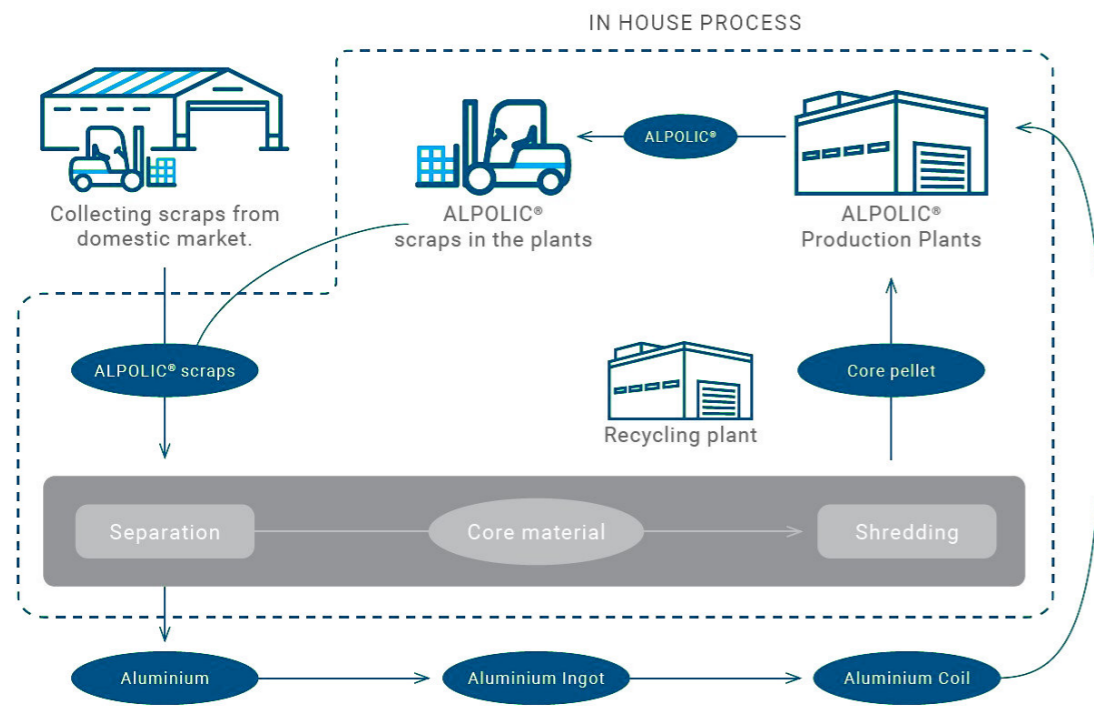 IN HOUSE PROCESS
Collecting scraps from
domestic market.
ALPOLIC®
scraps in the plants
ALPOLIC®
ALPOLIC®
Production Plants
ALPOLIC® scraps
Recycling plant
Core pellet
Separation
Core material
Shredding
Aluminium
Aluminium Ingot
Aluminium Coil